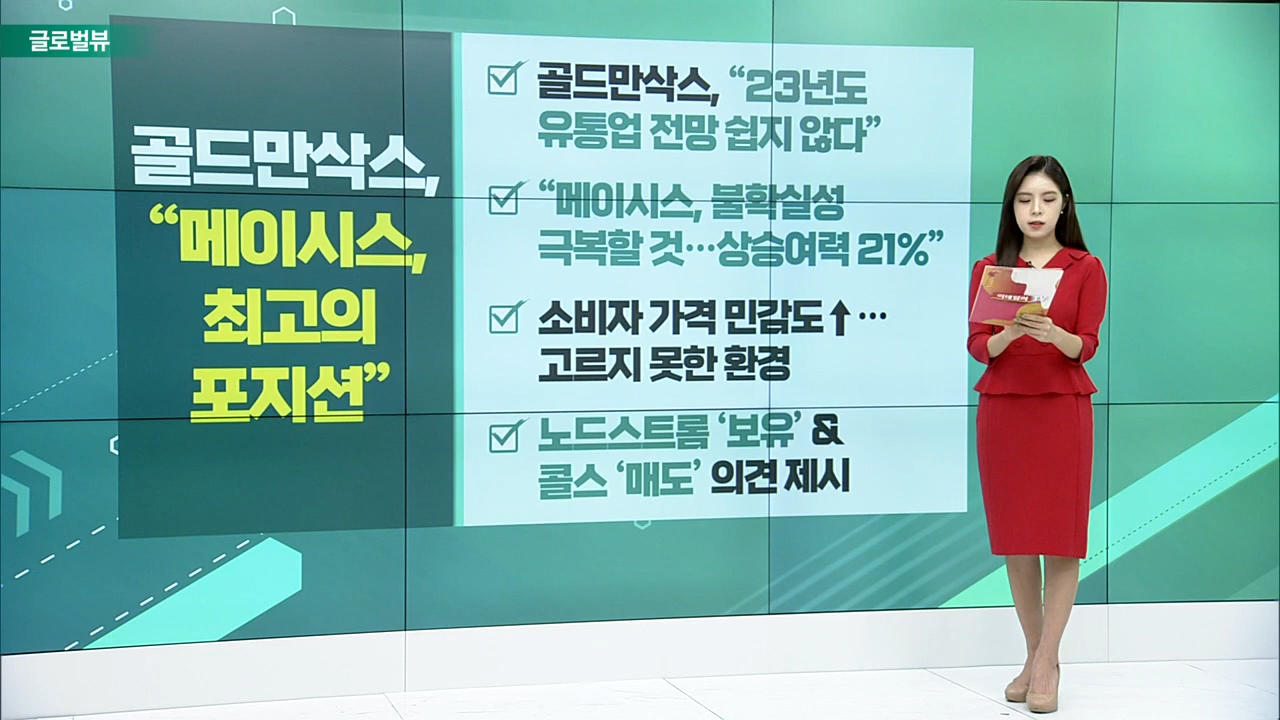 글로벌뷰
골드만삭스,
“메이시스,
최고의
포지션”
골드만삭스, “23년도
유통업 전망 쉽지 않다”
“메이시스, 불확실성
극복할 것…상승여력 21%”
소비자 가격 민감도↑…
고르지 못한 환경
노드스트롬 ‘보유’ &
콜스 ‘매도’ 의견 제시